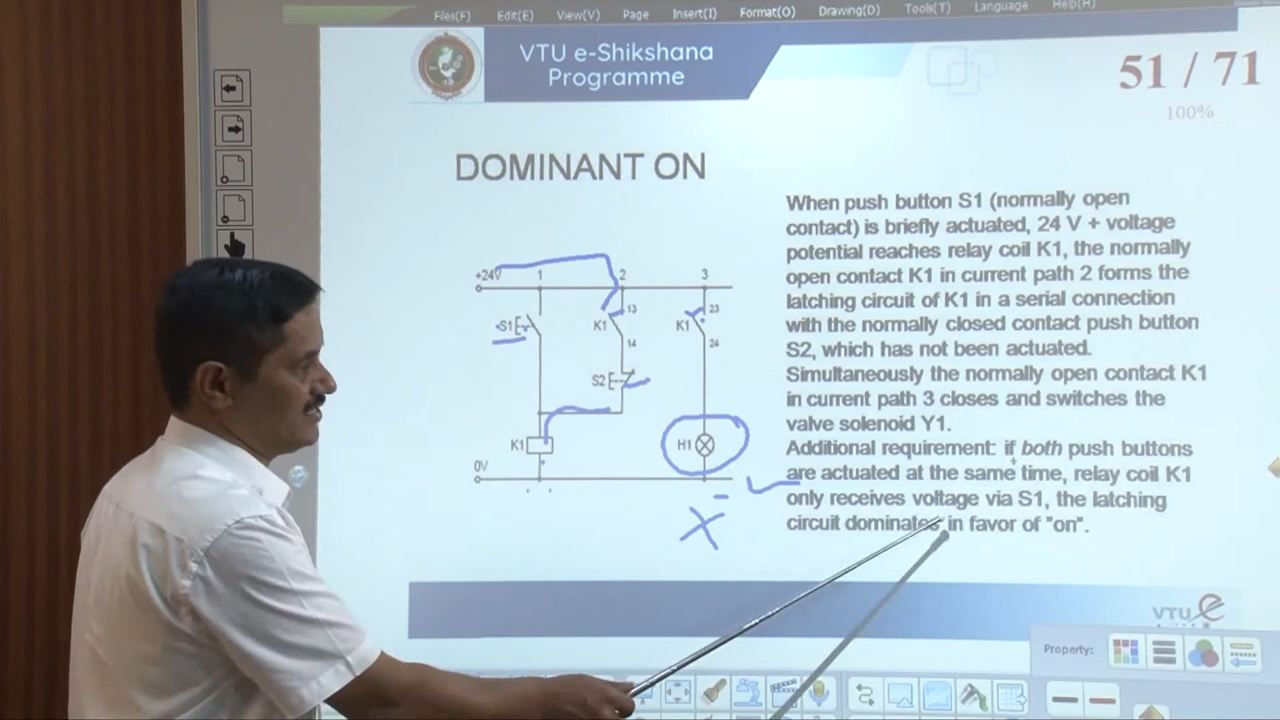 Files(F) Edit(E) View(V) Page Insert(I) Format(O) Drawing(D) Tools(T) Language Help(H)
VTU e-Shikshana
Programme
51 / 71
100%
DOMINANT ON
When push button S1 (normally open
contact) is briefly actuated, 24 V + voltage
potential reaches relay coil K1, the normally
open contact K1 in current path 2 forms the
latching circuit of K1 in a serial connection
with the normally closed contact push button
S2, which has not been actuated.
Simultaneously the normally open contact K1
in current path 3 closes and switches the
valve solenoid Y1.
Additional requirement: if both push buttons
are actuated at the same time, relay coil K1
only receives voltage via S1, the latching
circuit dominates in favor of "on".
+24V 1 2 3
13 23
S1 K1 K1
14 24
S2
K1 H1
0V
X
VTU e
Property: